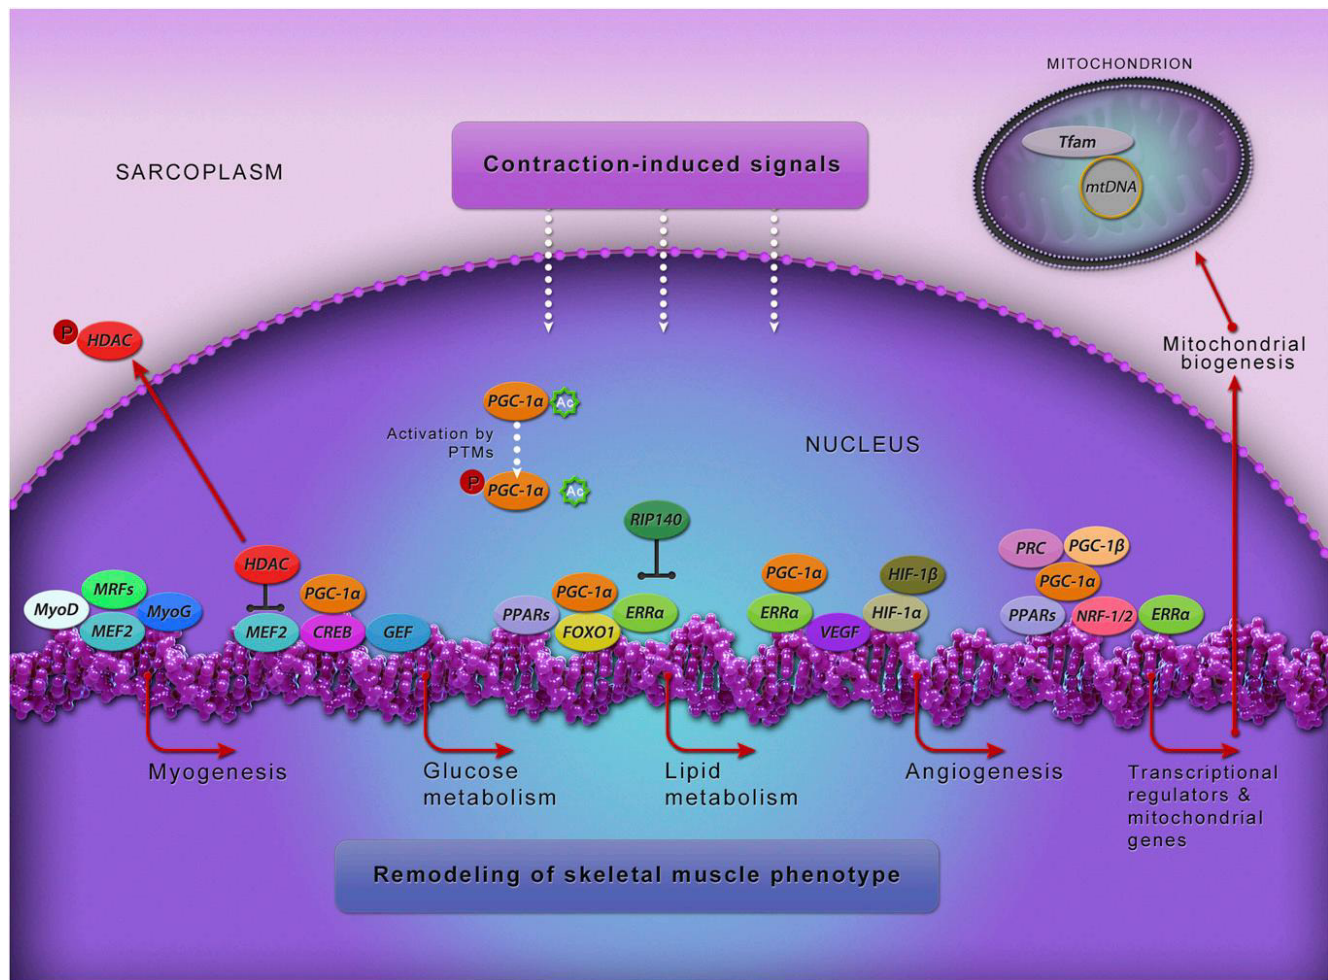 MITOCHONDRION
Tfam
mtDNA
SARCOPLASM
Contraction-induced signals
P
HDAC
Mitochondrial
biogenesis
PGC-1α
Ac
Activation by
PTMs
P
PGC-1α
Ac
NUCLEUS
RIP140
HDAC
PGC-1α
MRFs
MyoD
MyoG
MEF2
MEF2
CREB
GEF
PGC-1α
PPARs
ERRα
FOXO1
PGC-1α
HIF-1β
ERRα
HIF-1α
VEGF
PRC
PGC-1β
PGC-1α
PPARs
NRF-1/2
ERRα
Myogenesis
Glucose
metabolism
Lipid
metabolism
Angiogenesis
Transcriptional
regulators &
mitochondrial
genes
Remodeling of skeletal muscle phenotype